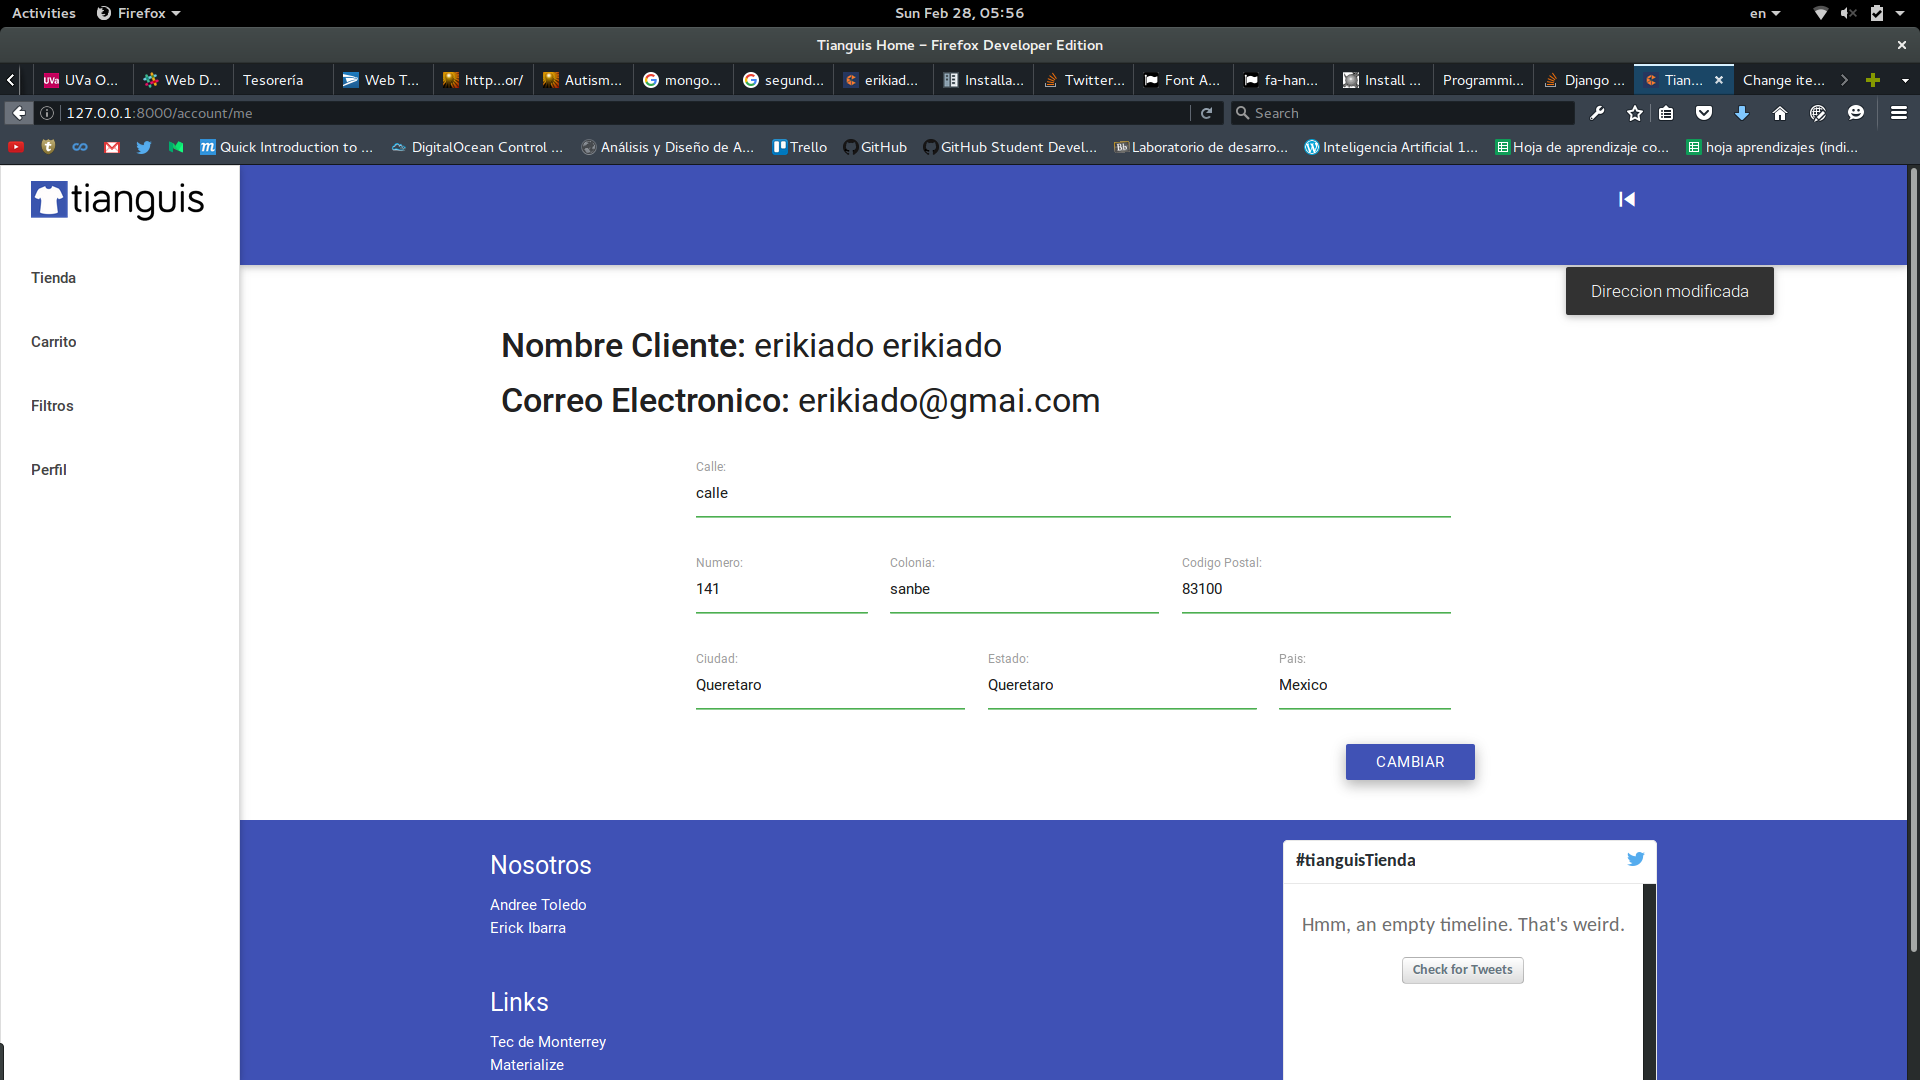 Activities Firefox Sun Feb 28, 05:56 en
Tianguis Home – Firefox Developer Edition
UVa O... Web D... Tesorería Web T... http...or/ Autism... mongo... segund... erikiad... Installa... Twitter... Font A... fa-han... Install ... Programmi... Django ... Tian... Change ite...
127.0.0.1:8000/account/me Search
Quick Introduction to ... DigitalOcean Control ... Análisis y Diseño de A... Trello GitHub GitHub Student Devel... Laboratorio de desarro... Inteligencia Artificial 1... Hoja de aprendizaje co... hoja aprendizajes (indi...
tianguis
Tienda
Carrito
Filtros
Perfil
Direccion modificada
Nombre Cliente: erikiado erikiado
Correo Electronico: erikiado@gmai.com
Calle:
calle
Numero: Colonia: Codigo Postal:
141 sanbe 83100
Ciudad: Estado: Pais:
Queretaro Queretaro Mexico
CAMBIAR
Nosotros
Andree Toledo
Erick Ibarra
Links
Tec de Monterrey
Materialize
#tianguisTienda
Hmm, an empty timeline. That's weird.
Check for Tweets